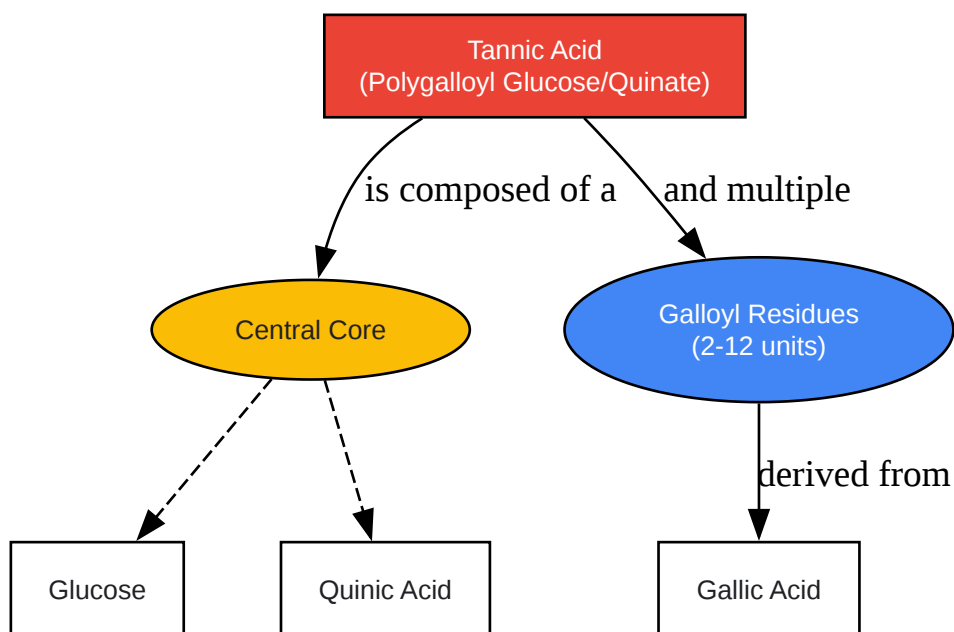 Tannic Acid
(Polygalloyl Glucose/Quinate)
is composed of a
and multiple
Central Core
Galloyl Residues
(2-12 units)
derived from
Glucose
Quinic Acid
Gallic Acid